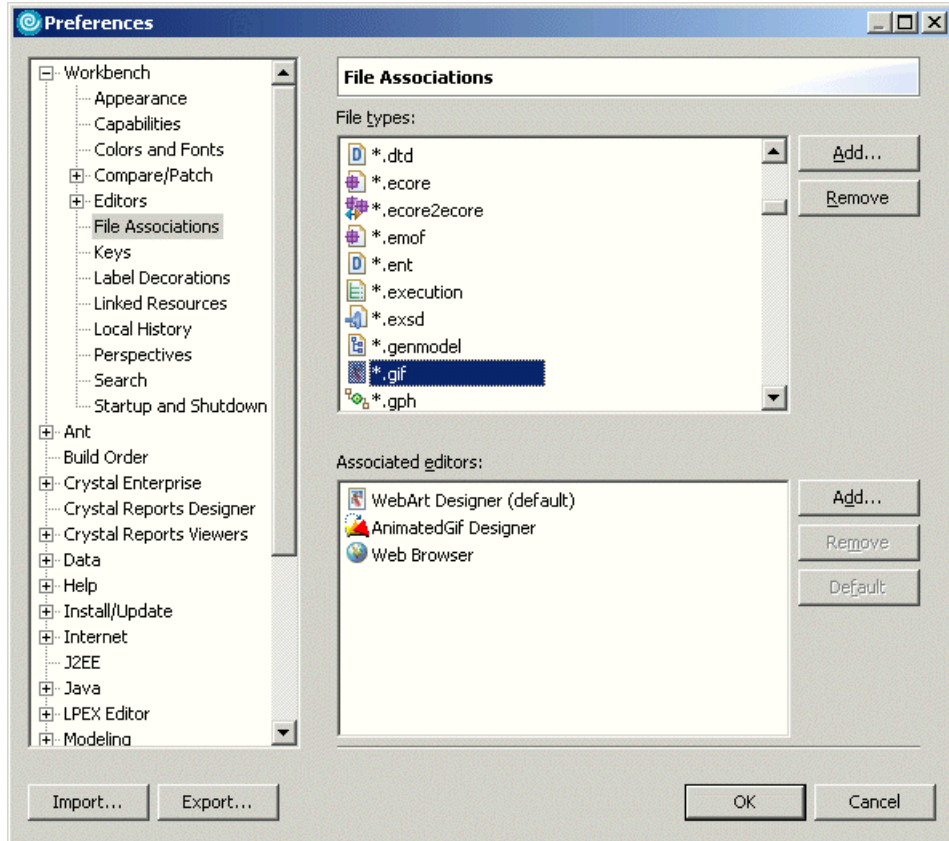 Preferences
Workbench
Appearance
Capabilities
Colors and Fonts
Compare/Patch
Editors
File Associations
Keys
Label Decorations
Linked Resources
Local History
Perspectives
Search
Startup and Shutdown
Ant
Build Order
Crystal Enterprise
Crystal Reports Designer
Crystal Reports Viewers
Data
Help
Install/Update
Internet
J2EE
Java
LPEX Editor
Modeling
File Associations
File types:
*.dtd
*.ecore
*.ecore2ecore
*.emof
*.ent
*.execution
*.exsd
*.genmodel
*.gif
*.gph
Add...
Remove
Associated editors:
WebArt Designer (default)
AnimatedGif Designer
Web Browser
Add...
Remove
Default
Import...
Export...
OK
Cancel